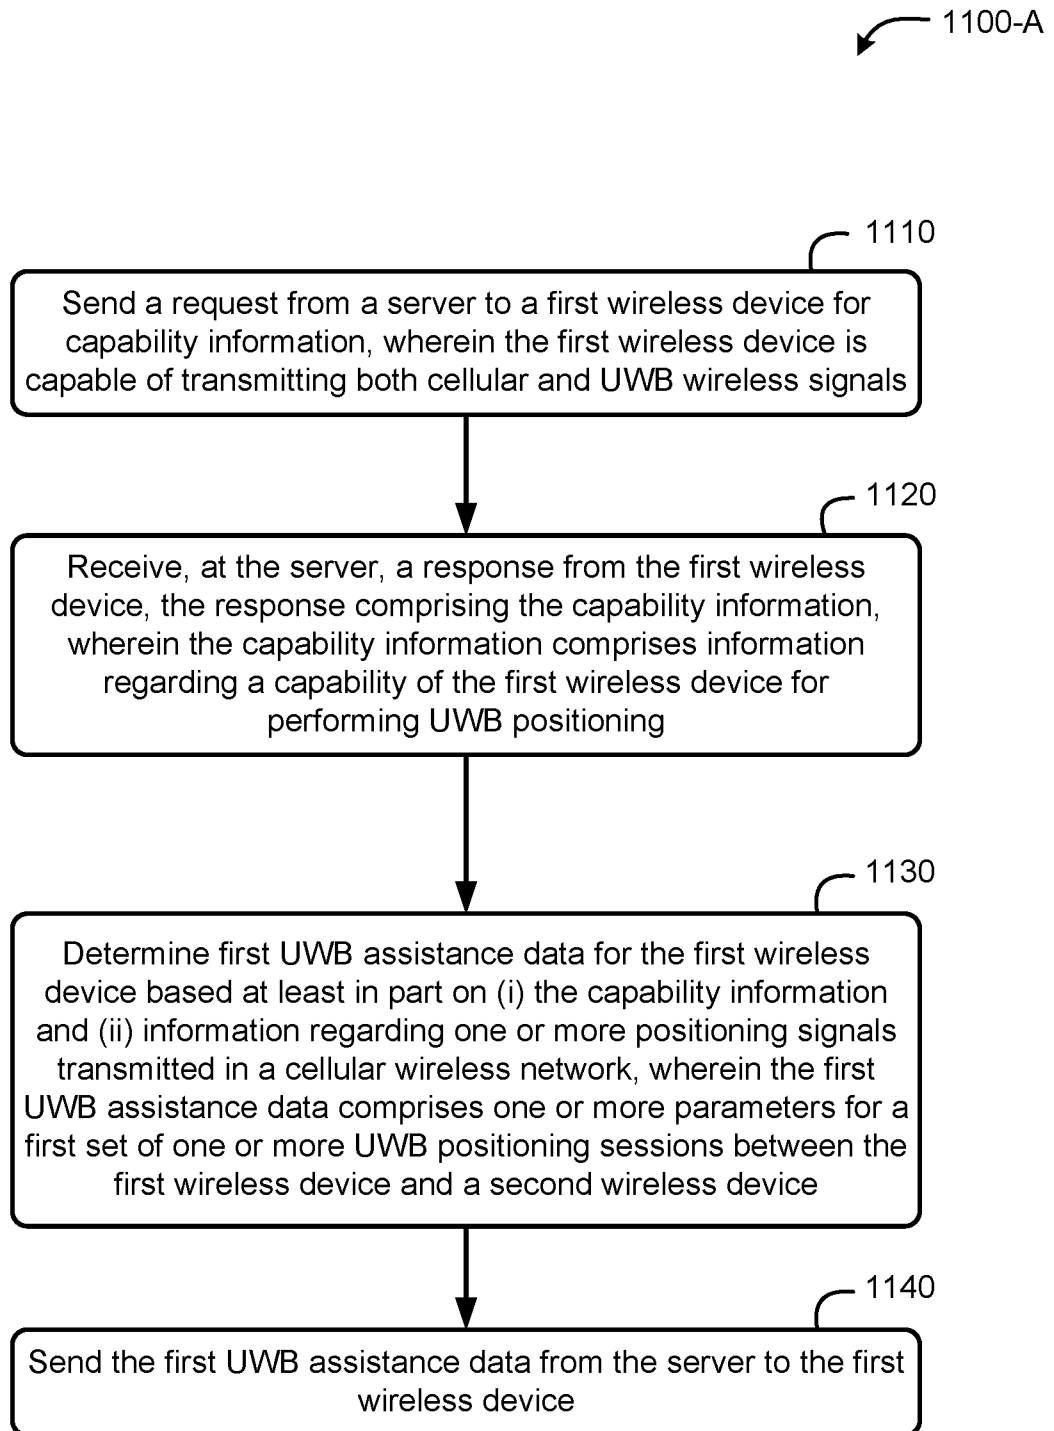 1100-A
1110
Send a request from a server to a first wireless device for
capability information, wherein the first wireless device is
capable of transmitting both cellular and UWB wireless signals
1120
Receive, at the server, a response from the first wireless
device, the response comprising the capability information,
wherein the capability information comprises information
regarding a capability of the first wireless device for
performing UWB positioning
1130
Determine first UWB assistance data for the first wireless
device based at least in part on (i) the capability information
and (ii) information regarding one or more positioning signals
transmitted in a cellular wireless network, wherein the first
UWB assistance data comprises one or more parameters for a
first set of one or more UWB positioning sessions between the
first wireless device and a second wireless device
1140
Send the first UWB assistance data from the server to the first
wireless device